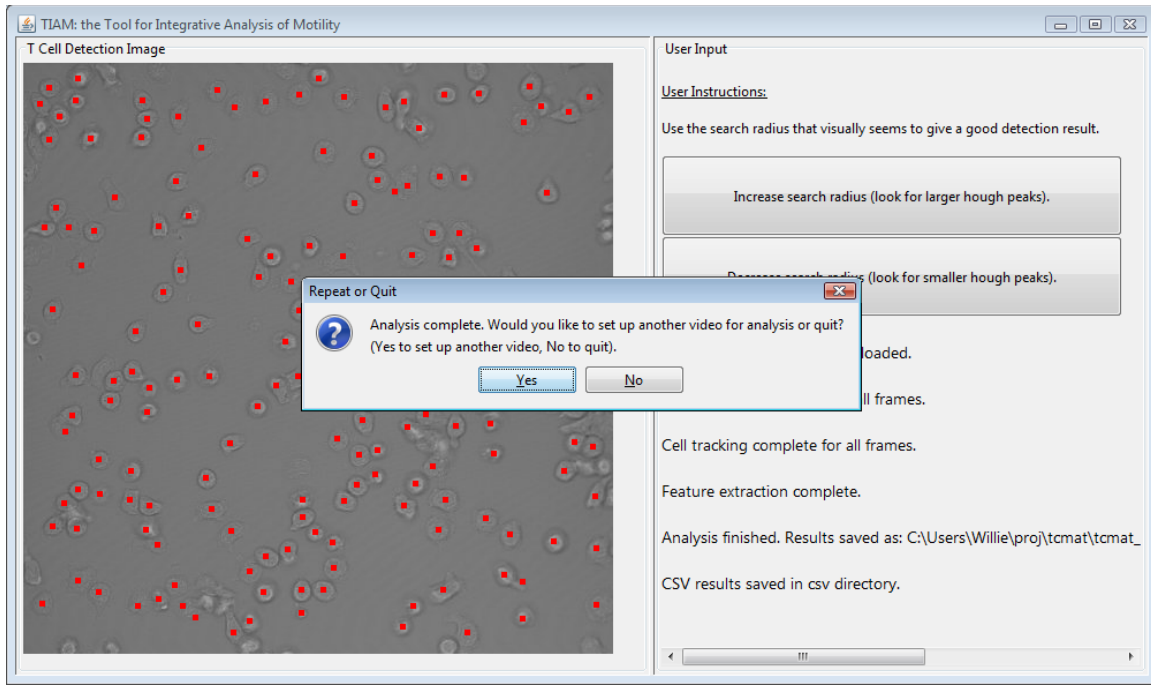 TIAM: the Tool for Integrative Analysis of Motility
T Cell Detection Image
User Input
User Instructions:
Use the search radius that visually seems to give a good detection result.
Increase search radius (look for larger hough peaks).
(look for smaller hough peaks).
Repeat or Quit
Analysis complete. Would you like to set up another video for analysis or quit?
(Yes to set up another video, No to quit).
Yes
No
loaded.
frames.
Cell tracking complete for all frames.
Feature extraction complete.
Analysis finished. Results saved as: C:\Users\Willie\proj\tcmat\tcmat_
CSV results saved in csv directory.